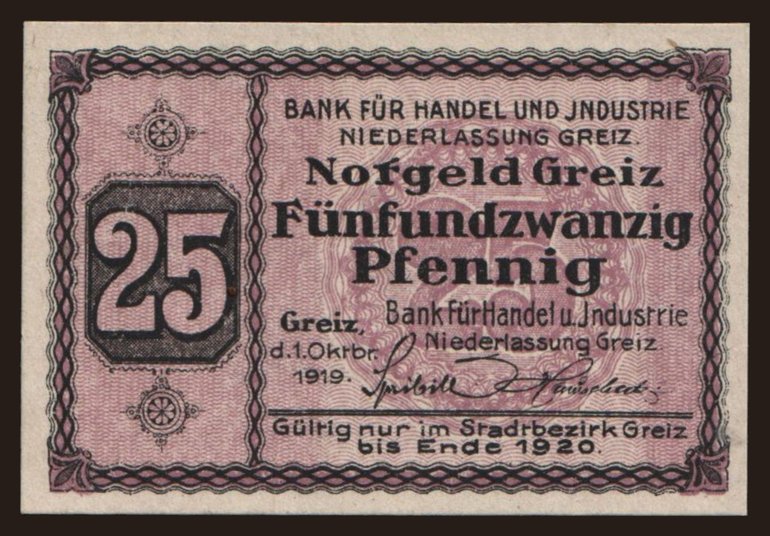 BANK FÜR HANDEL UND JNDUSTRIE
NIEDERLASSUNG GREIZ.
Notgeld Greiz
Fünfundzwanzig
Pfennig
25
Greiz,
d.1.Oktbr.
1919.
Bank für Handel u. Jndustrie
Niederlassung Greiz
Gültig nur im Stadtbezirk Greiz
bis Ende 1920.